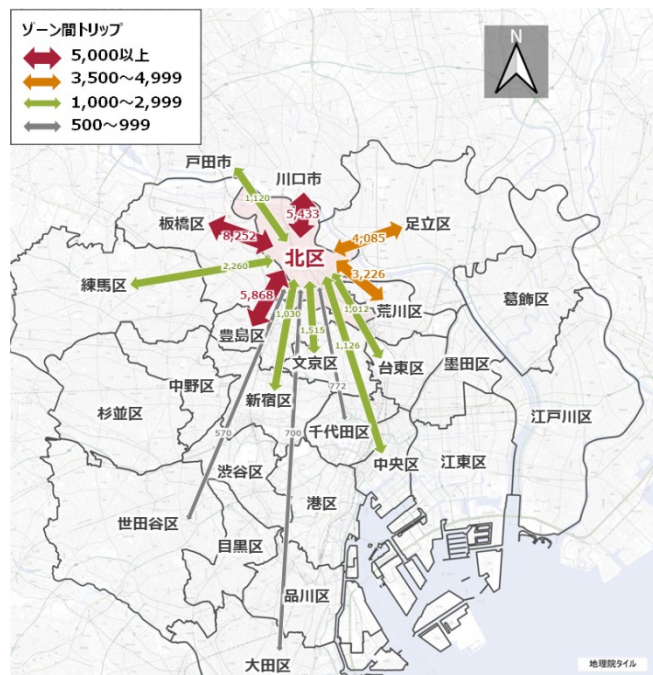 ゾーン間トリップ
5,000以上
3,500～4,999
1,000～2,999
500～999
N
戸田市
川口市
1,120
板橋区
5,433
足立区
8,252
4,085
北区
2,260
3,226
練馬区
5,868
荒川区
葛飾区
1,012
1,030
豊島区
1,515
1,126
文京区
台東区
墨田区
中野区
772
新宿区
杉並区
江戸川区
570
700
千代田区
中央区
江東区
渋谷区
港区
世田谷区
目黒区
品川区
大田区
地理院タイル